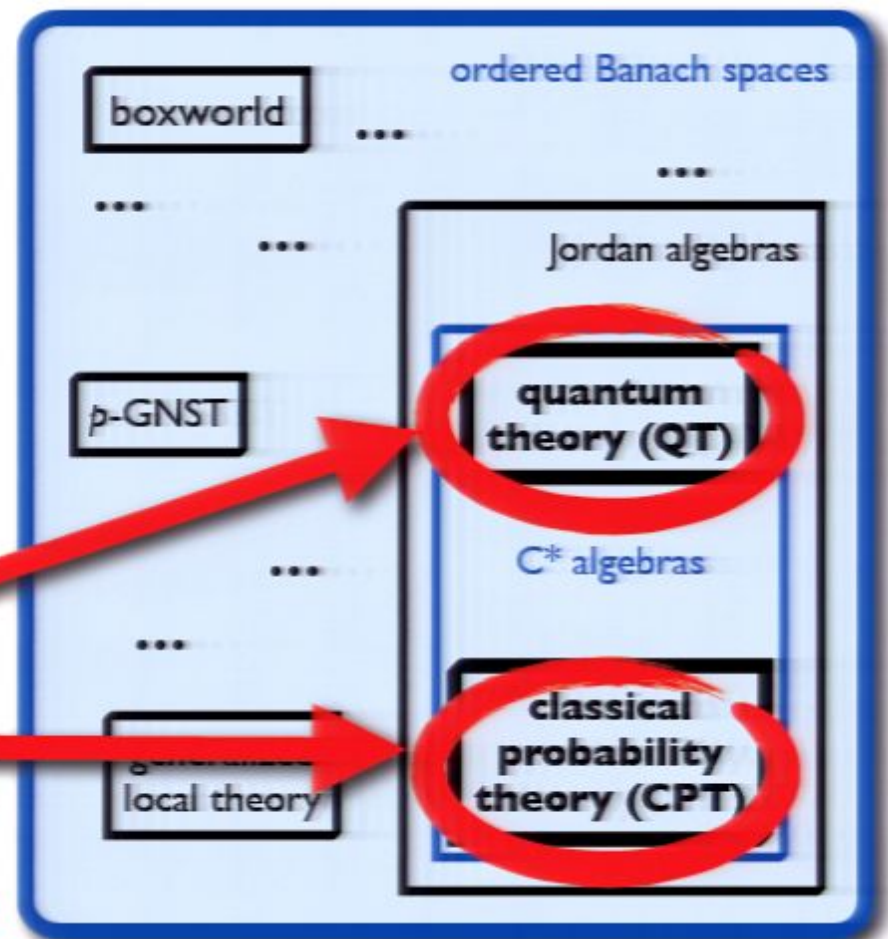 ordered Banach spaces
boxworld
...
...
...
...
Jordan algebras
p-GNST
quantum
theory (QT)
...
C* algebras
...
classical
probability
theory (CPT)
local theory